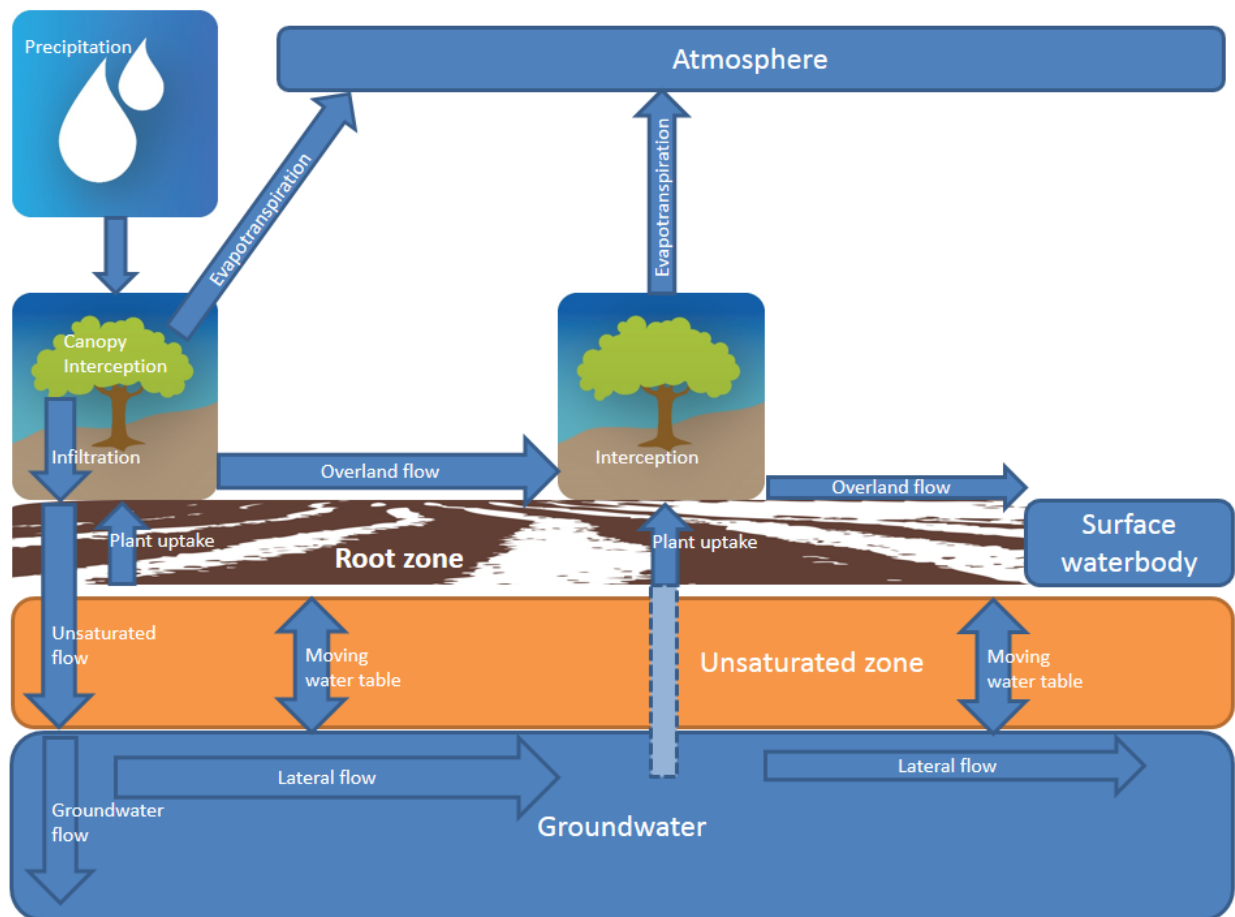 Precipitation
Atmosphere
Evapotranspiration
Evapotranspiration
Canopy
Interception
Infiltration
Overland flow
Interception
Overland flow
Plant uptake
Root zone
Plant uptake
Surface
waterbody
Unsaturated
flow
Moving
water table
Unsaturated zone
Moving
water table
Lateral flow
Lateral flow
Groundwater
flow
Groundwater